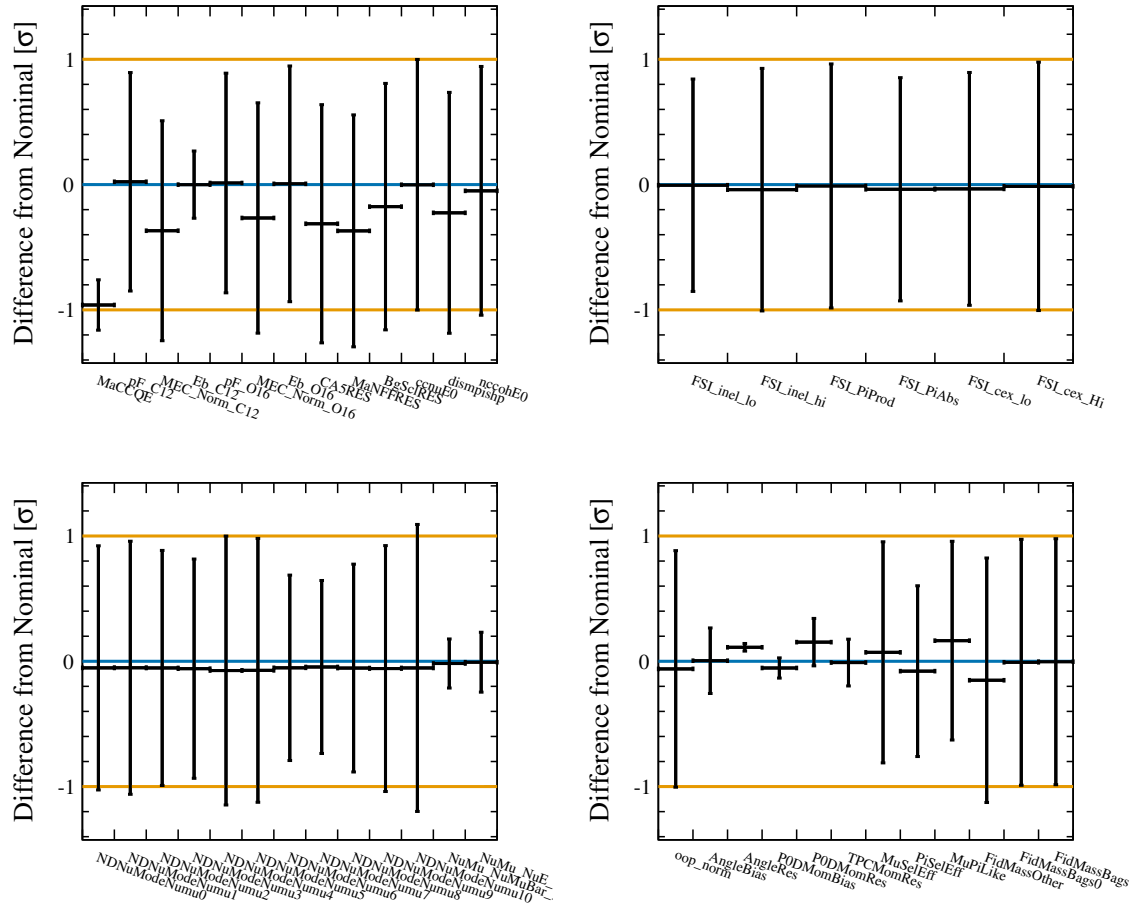 Difference from Nominal [σ]
1
0
-1
MaCCQE
pF_C12
MEC_Norm_C12
Eb_C12
pF_O16
MEC_Norm_O16
Eb_O16
CA5RES
MaNFFRES
BgSclRES
ccnuE0
dismpishp
nccohE0
Difference from Nominal [σ]
1
0
-1
FSI_inel_lo
FSI_inel_hi
FSI_PiProd
FSI_PiAbs
FSI_cex_lo
FSI_cex_Hi
Difference from Nominal [σ]
1
0
-1
NDNuModeNumu0
NDNuModeNumu1
NDNuModeNumu2
NDNuModeNumu3
NDNuModeNumu4
NDNuModeNumu5
NDNuModeNumu6
NDNuModeNumu7
NDNuModeNumu8
NDNuModeNumu9
NDNuModeNumu10
NuMu_NuMuBar_
NuMu_NuE_
Difference from Nominal [σ]
1
0
-1
oop_norm
AngleBias
AngleRes
P0DMomBias
P0DMomRes
TPCMomRes
MuSelEff
PiSelEff
MuPiLike
FidMassOther
FidMassBags0
FidMassBags